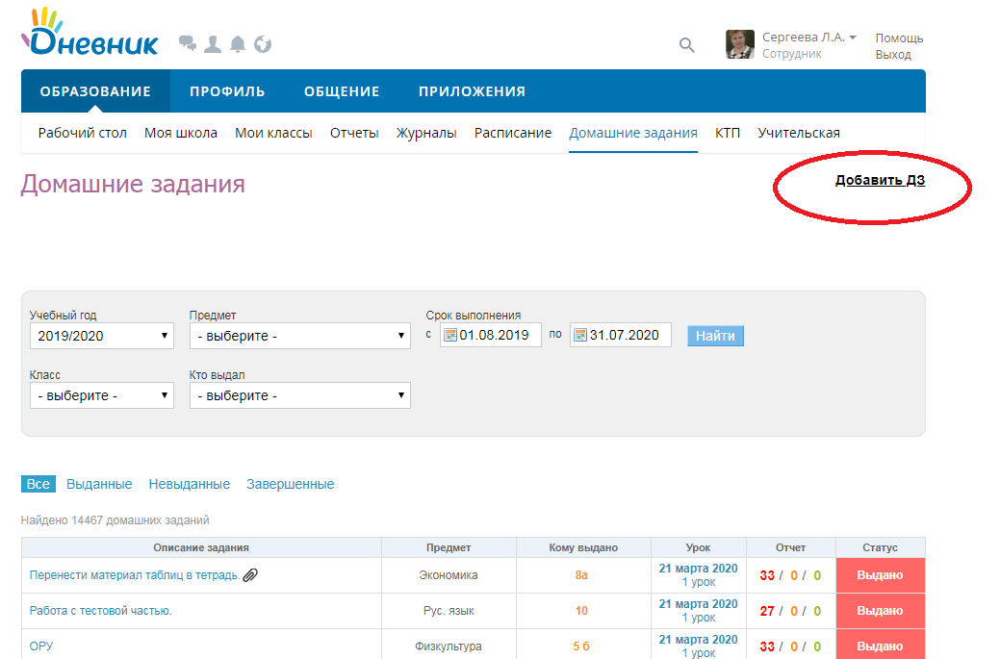 Дневник
Сергеева Л.А.
Сотрудник
Помощь
Выход
ОБРАЗОВАНИЕ ПРОФИЛЬ ОБЩЕНИЕ ПРИЛОЖЕНИЯ
Рабочий стол Моя школа Мои классы Отчеты Журналы Расписание Домашние задания КТП Учительская
Домашние задания
Добавить ДЗ
Учебный год Предмет Срок выполнения
2019/2020 - выберите - с 01.08.2019 по 31.07.2020 Найти
Класс Кто выдал
- выберите - - выберите -
Все Выданные Невыданные Завершенные
Найдено 14467 домашних заданий
Описание задания Предмет Кому выдано Урок Отчет Статус
Перенести материал таблиц в тетрадь. Экономика 8а 21 марта 2020 33 / 0 / 0 Выдано
1 урок
Работа с тестовой частью. Рус. язык 10 21 марта 2020 27 / 0 / 0 Выдано
1 урок
ОРУ Физкультура 5 б 21 марта 2020 33 / 0 / 0 Выдано
1 урок